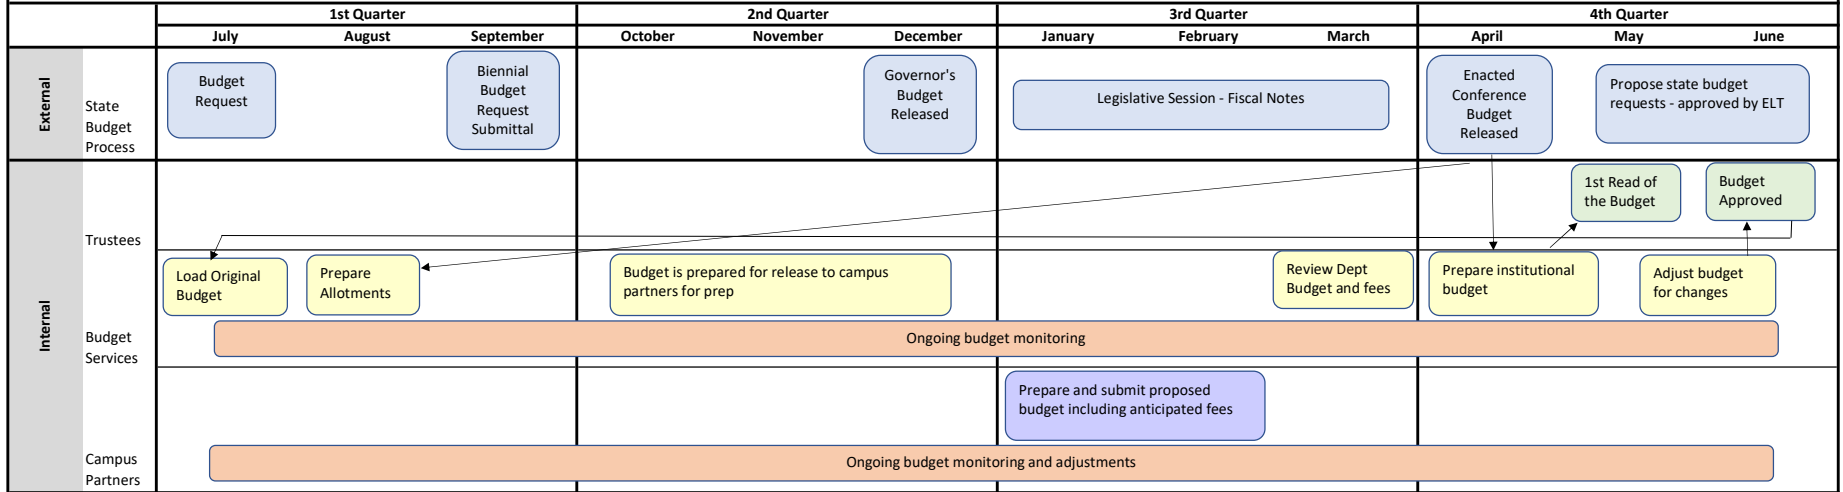 1st Quarter
2nd Quarter
3rd Quarter
4th Quarter
July
August
September
October
November
December
January
February
March
April
May
June
External
State
Budget
Process
Budget
Request
Biennial
Budget
Request
Submittal
Governor's
Budget
Released
Legislative Session - Fiscal Notes
Enacted
Conference
Budget
Released
Propose state budget
requests - approved by ELT
Internal
Trustees
1st Read of
the Budget
Budget
Approved
Budget
Services
Load Original
Budget
Prepare
Allotments
Budget is prepared for release to campus
partners for prep
Review Dept
Budget and fees
Prepare institutional
budget
Adjust budget
for changes
Ongoing budget monitoring
Campus
Partners
Prepare and submit proposed
budget including anticipated fees
Ongoing budget monitoring and adjustments